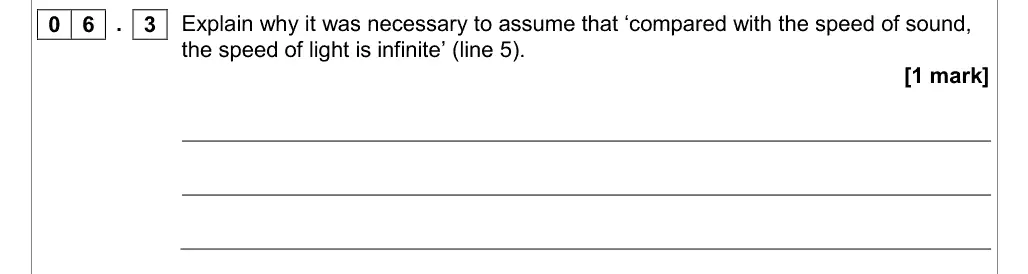 0 6 . 3 Explain why it was necessary to assume that ‘compared with the speed of sound,
the speed of light is infinite’ (line 5).
[1 mark]